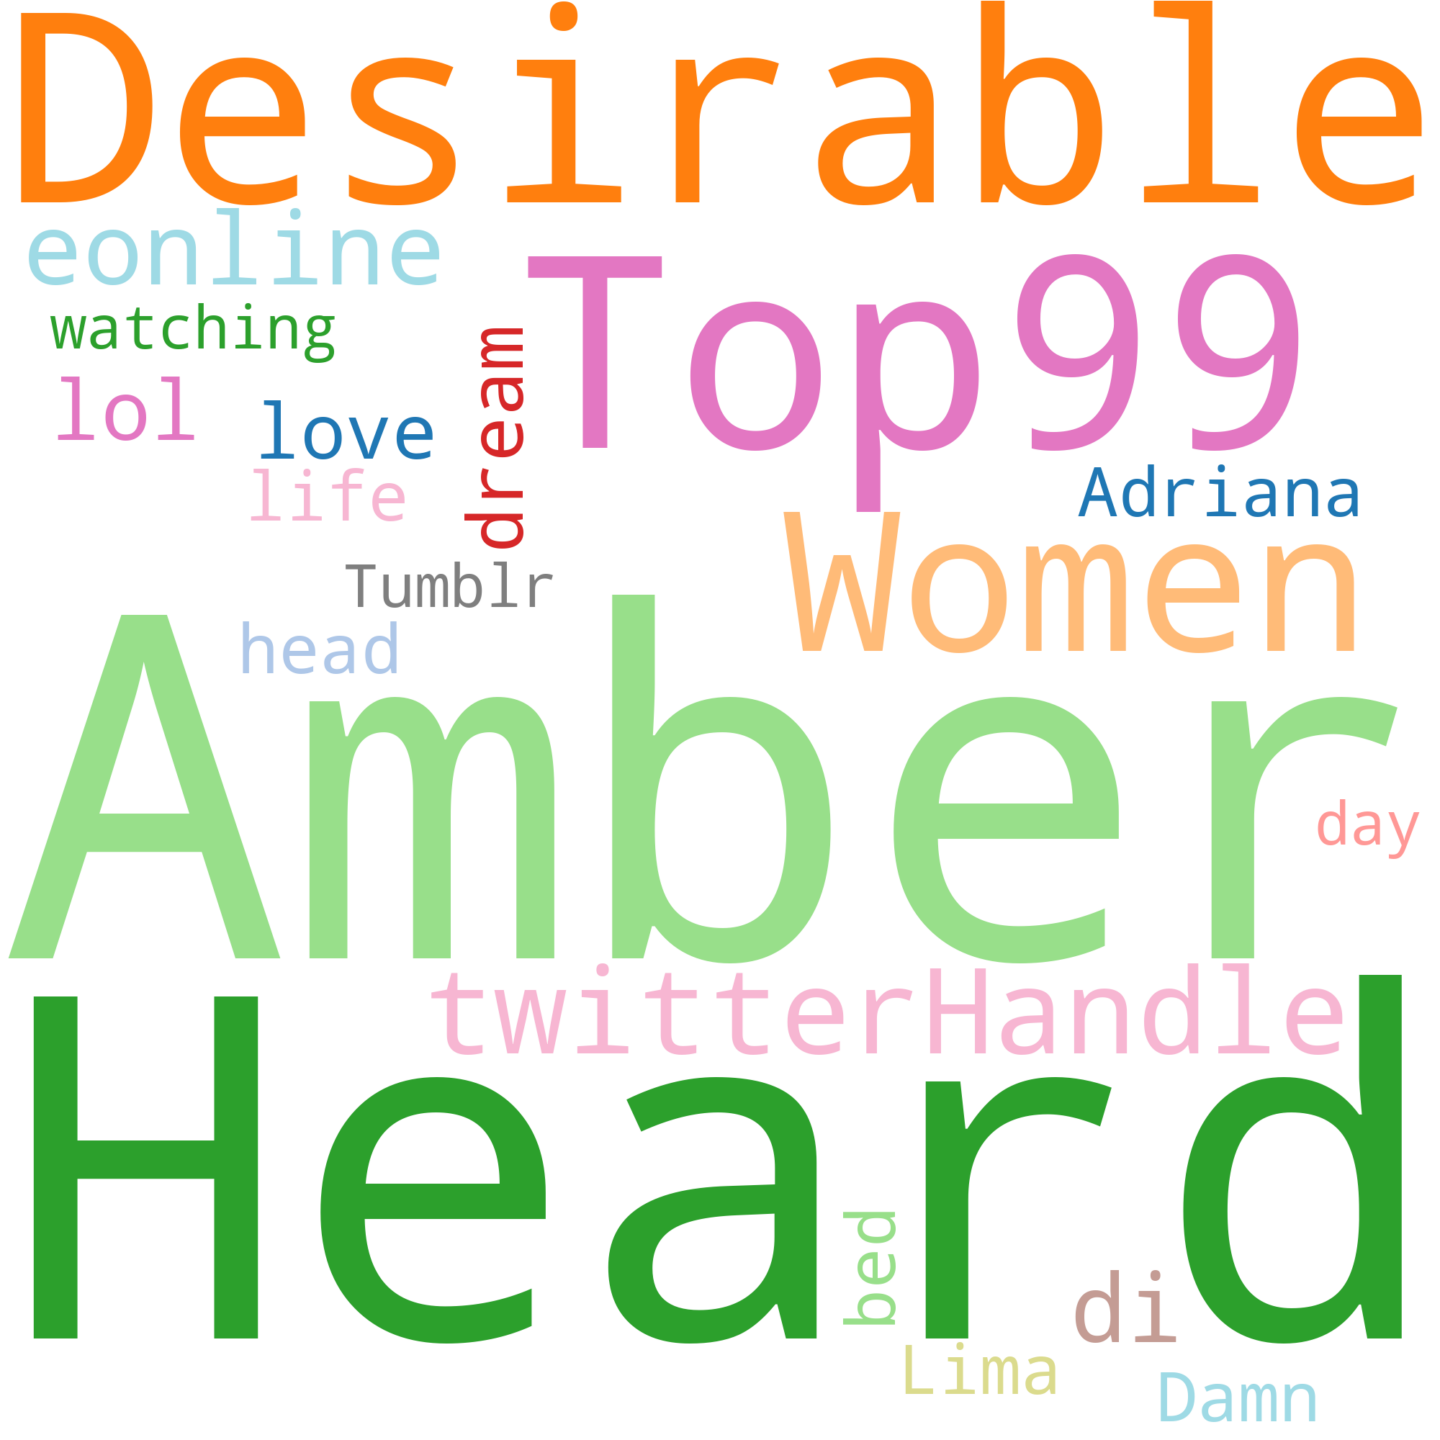 Desirable
eonline
Top99
watching
dream
lol
love
life
Adriana
Women
Tumblr
head
Amber
day
twitterHandle
Heard
bed
di
Lima
Damn